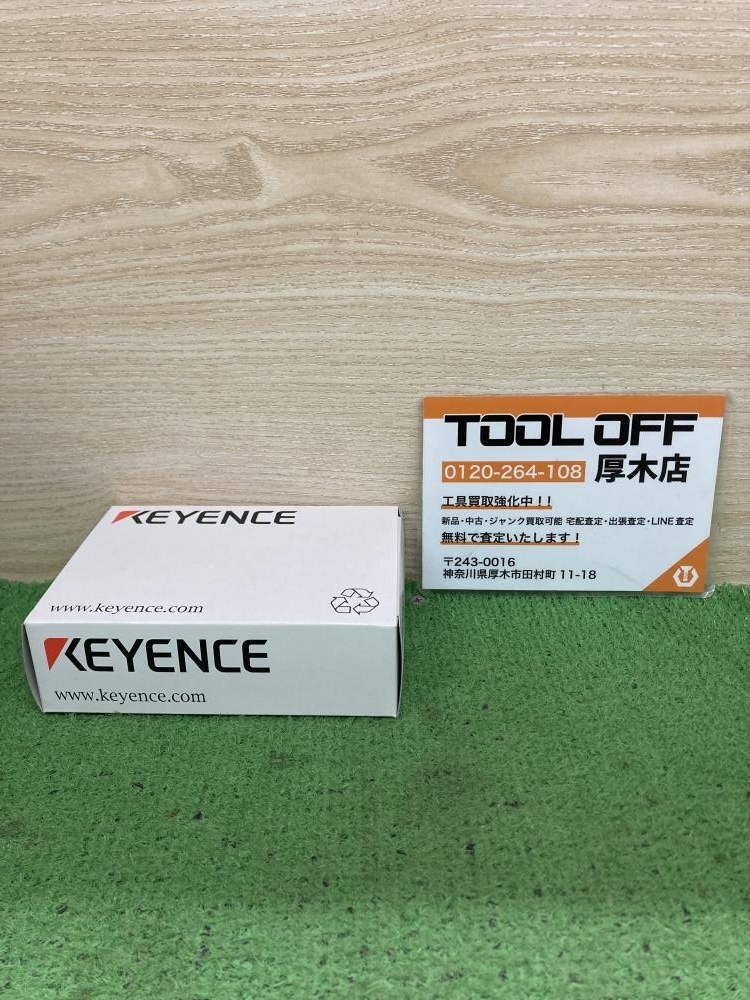 KEYENCE
www.keyence.com
KEYENCE
www.keyence.com
TOOL OFF
0120-264-108 厚木店
工具買取強化中！！
新品・中古・ジャンク買取可能 宅配査定・出張査定・LINE査定
無料で査定いたします！
〒243-0016
神奈川県厚木市田村町 11-18